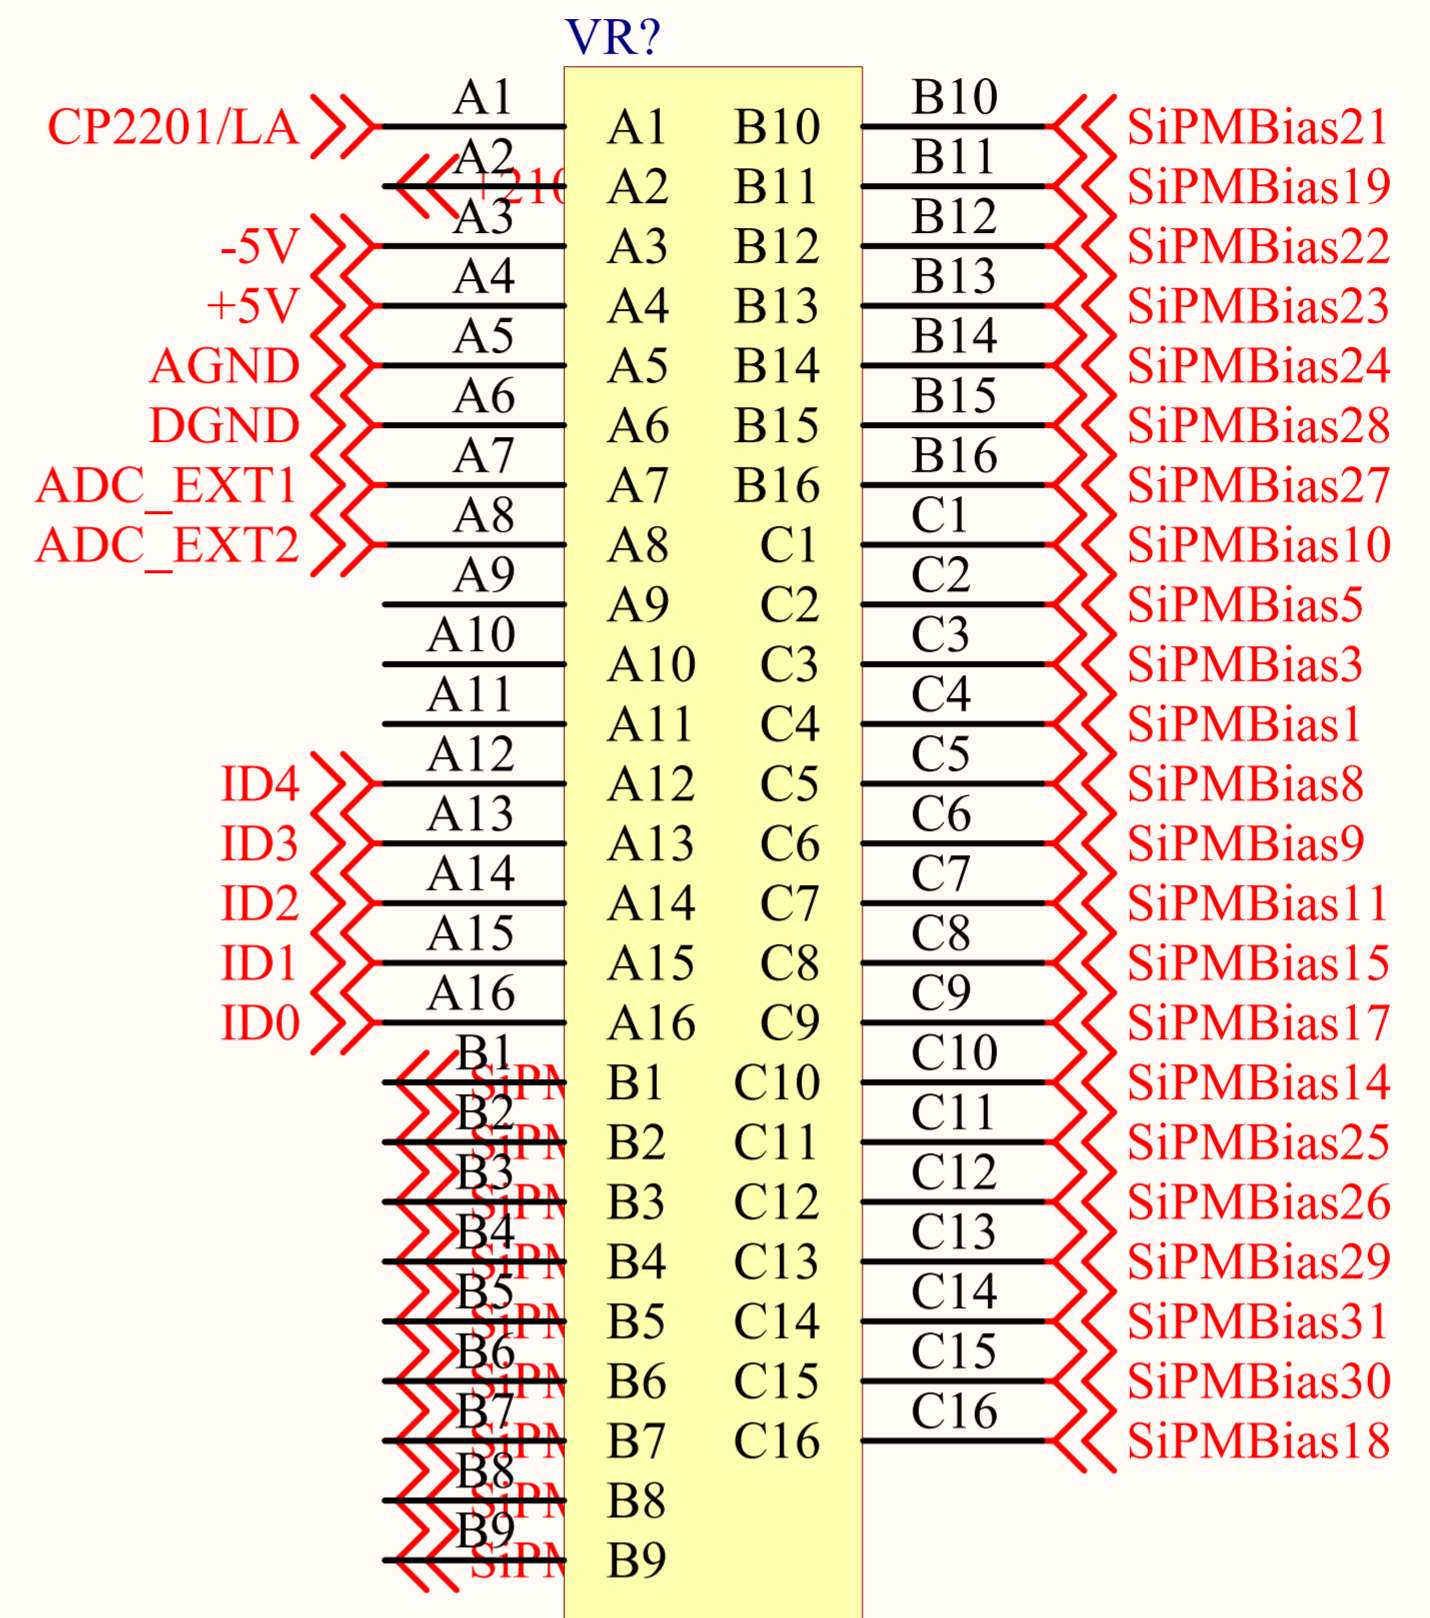 VR?
CP2201/LA A1 A1 B10 B10 SiPMBias21
A2 A2 B11 B11 SiPMBias19
-5V A3 A3 B12 B12 SiPMBias22
+5V A4 A4 B13 B13 SiPMBias23
AGND A5 A5 B14 B14 SiPMBias24
DGND A6 A6 B15 B15 SiPMBias28
ADC_EXT1 A7 A7 B16 B16 SiPMBias27
ADC_EXT2 A8 A8 C1 C1 SiPMBias10
A9 A9 C2 C2 SiPMBias5
A10 A10 C3 C3 SiPMBias3
A11 A11 C4 C4 SiPMBias1
ID4 A12 A12 C5 C5 SiPMBias8
ID3 A13 A13 C6 C6 SiPMBias9
ID2 A14 A14 C7 C7 SiPMBias11
ID1 A15 A15 C8 C8 SiPMBias15
ID0 A16 A16 C9 C9 SiPMBias17
B1 B1 C10 C10 SiPMBias14
B2 B2 C11 C11 SiPMBias25
B3 B3 C12 C12 SiPMBias26
B4 B4 C13 C13 SiPMBias29
B5 B5 C14 C14 SiPMBias31
B6 B6 C15 C15 SiPMBias30
B7 B7 C16 C16 SiPMBias18
B8 B8
B9 B9